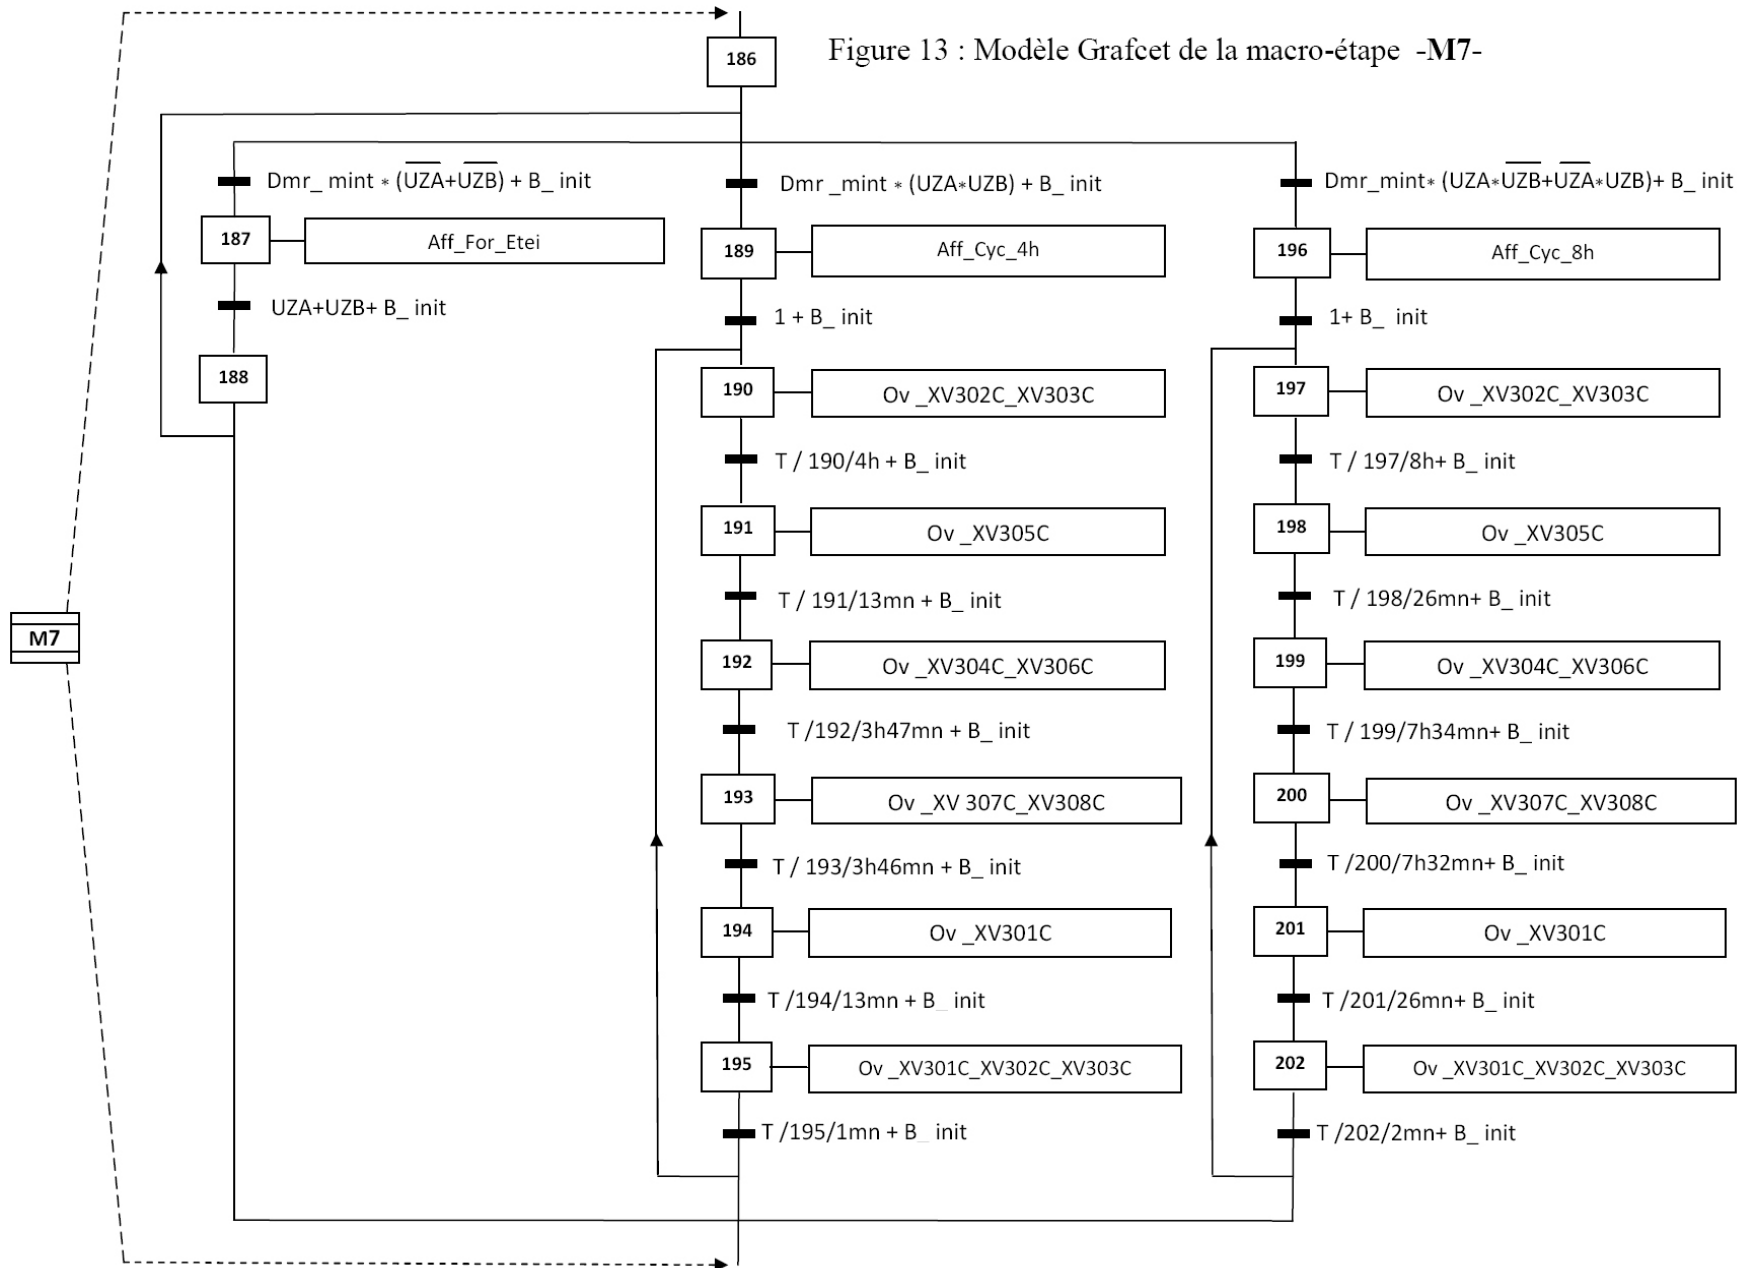 Figure 13 : Modèle Grafcet de la macro-étape -M7-
186
Dmr_ mint * (U̅Z̅A̅+U̅Z̅B̅) + B_ init
Dmr _mint * (UZA*UZB) + B_ init
Dmr_mint* (UZA*U̅Z̅B̅+U̅Z̅A̅*UZB)+ B_ init
187
Aff_For_Etei
189
Aff_Cyc_4h
196
Aff_Cyc_8h
UZA+UZB+ B_ init
1 + B_ init
1+ B_ init
188
190
Ov _XV302C_XV303C
197
Ov _XV302C_XV303C
T / 190/4h + B_ init
T / 197/8h+ B_ init
191
Ov _XV305C
198
Ov _XV305C
T / 191/13mn + B_ init
T / 198/26mn+ B_ init
M7
192
Ov _XV304C_XV306C
199
Ov _XV304C_XV306C
T /192/3h47mn + B_ init
T / 199/7h34mn+ B_ init
193
Ov _XV 307C_XV308C
200
Ov _XV307C_XV308C
T / 193/3h46mn + B_ init
T /200/7h32mn+ B_ init
194
Ov _XV301C
201
Ov _XV301C
T /194/13mn + B_ init
T /201/26mn+ B_ init
195
Ov _XV301C_XV302C_XV303C
202
Ov _XV301C_XV302C_XV303C
T /195/1mn + B_ init
T /202/2mn+ B_ init